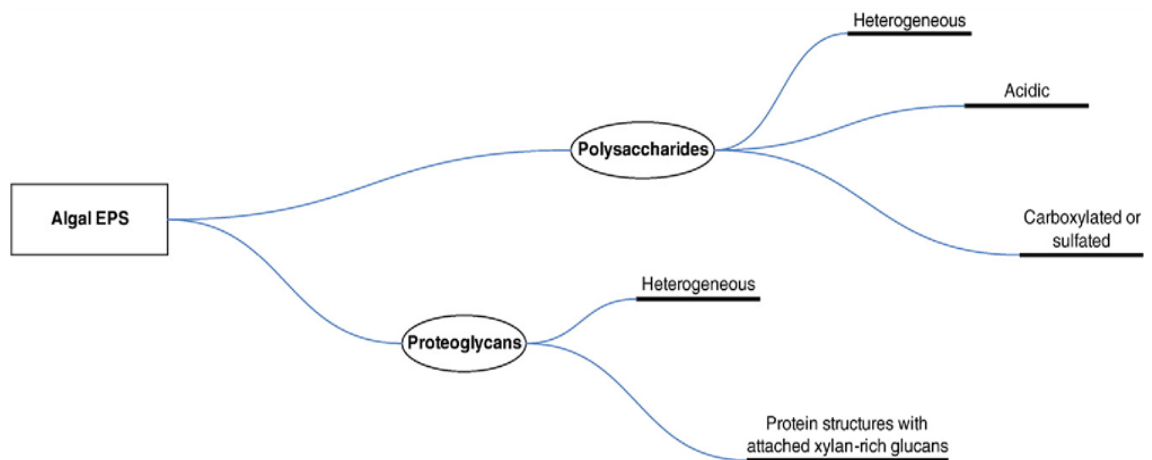 Heterogeneous
Acidic
Polysaccharides
Algal EPS
Carboxylated or
sulfated
Heterogeneous
Proteoglycans
Protein structures with
attached xylan-rich glucans